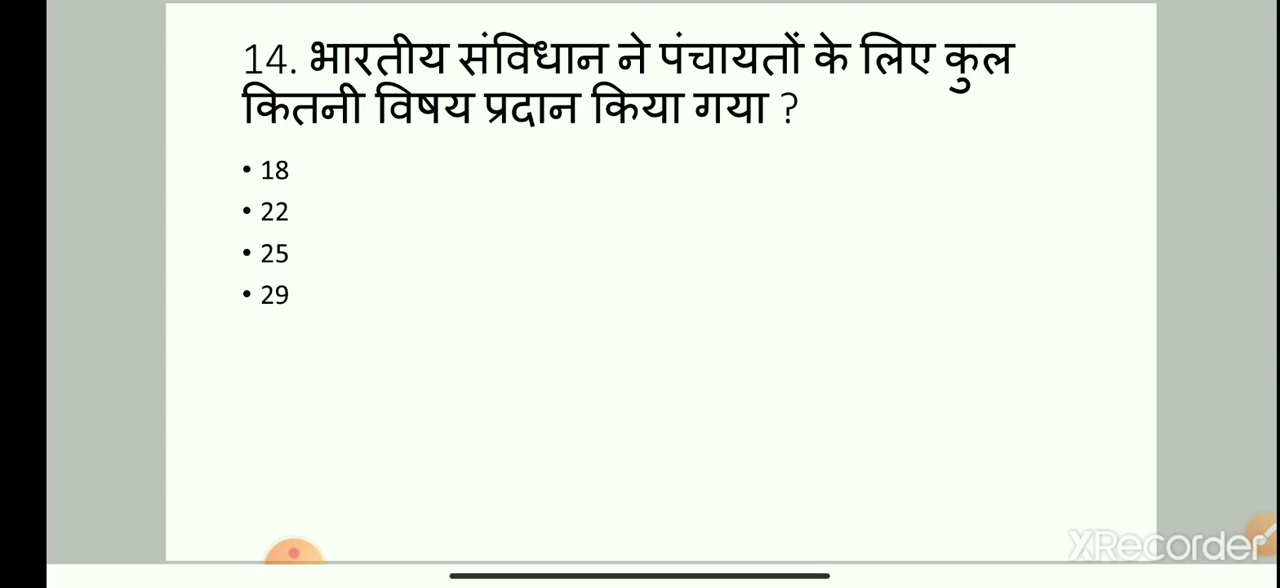 14. भारतीय संविधान ने पंचायतों के लिए कुल
कितनी विषय प्रदान किया गया ?
• 18
• 22
• 25
• 29
XRecorder